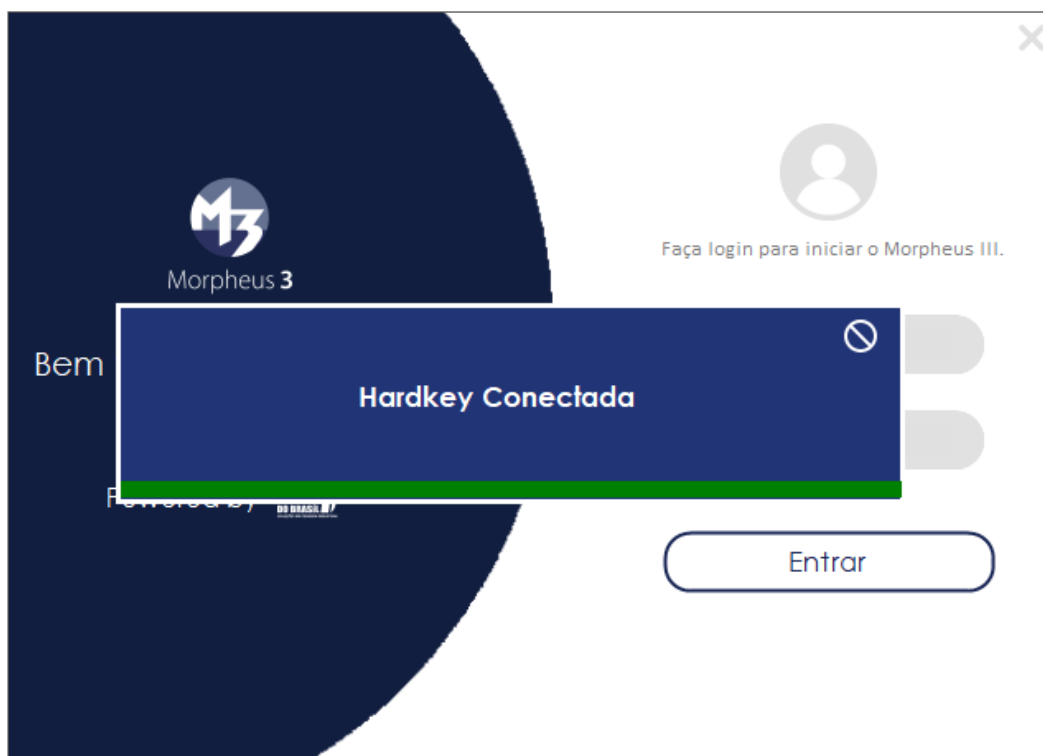 M3
Morpheus 3
Faça login para iniciar o Morpheus III.
Bem
Hardkey Conectada
Powered by
DO BRASIL
Entrar